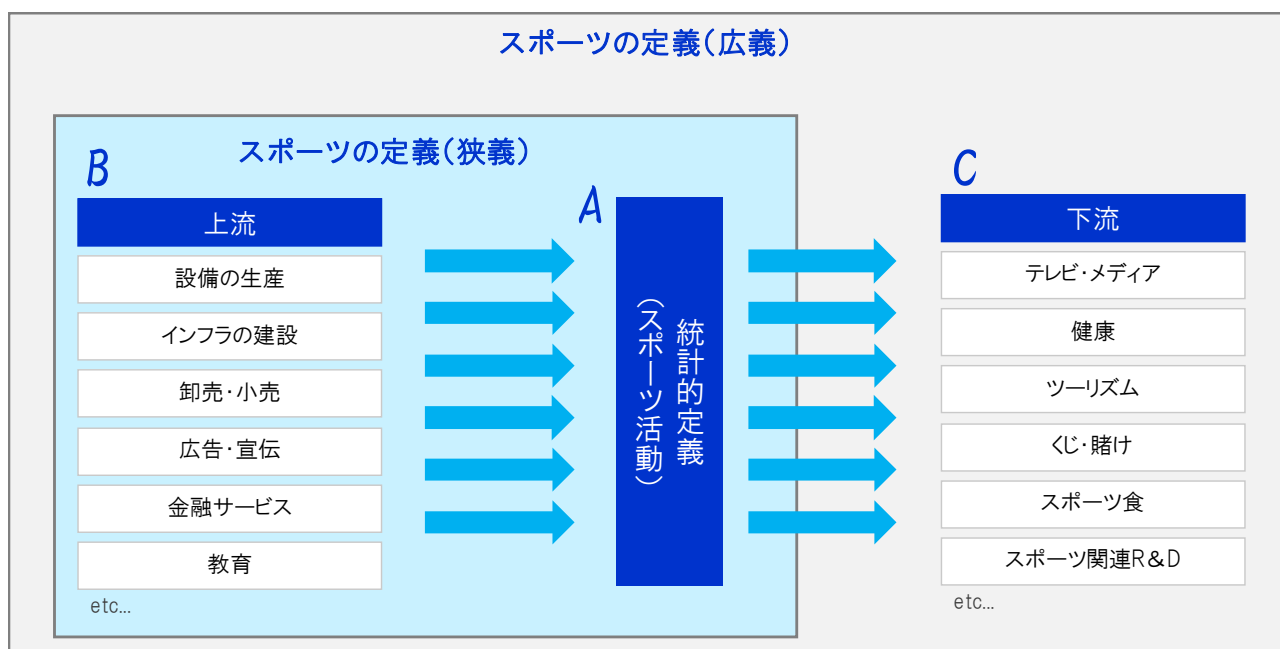 スポーツの定義(広義)
スポーツの定義(狭義)
B
上流
設備の生産
インフラの建設
卸売・小売
広告・宣伝
金融サービス
教育
etc...
A
統計的定義
(スポーツ活動)
C
下流
テレビ・メディア
健康
ツーリズム
くじ・賭け
スポーツ食
スポーツ関連R&D
etc...